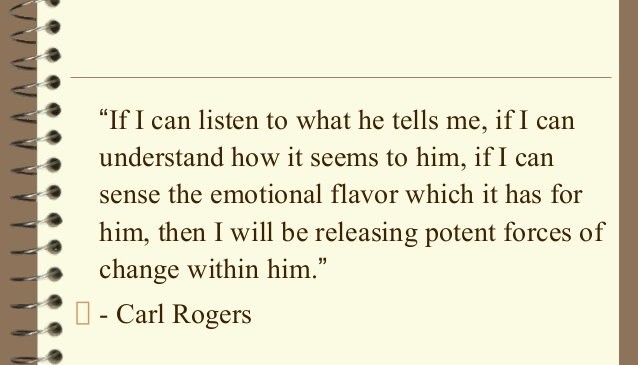 “If I can listen to what he tells me, if I can
understand how it seems to him, if I can
sense the emotional flavor which it has for
him, then I will be releasing potent forces of
change within him.”
- Carl Rogers